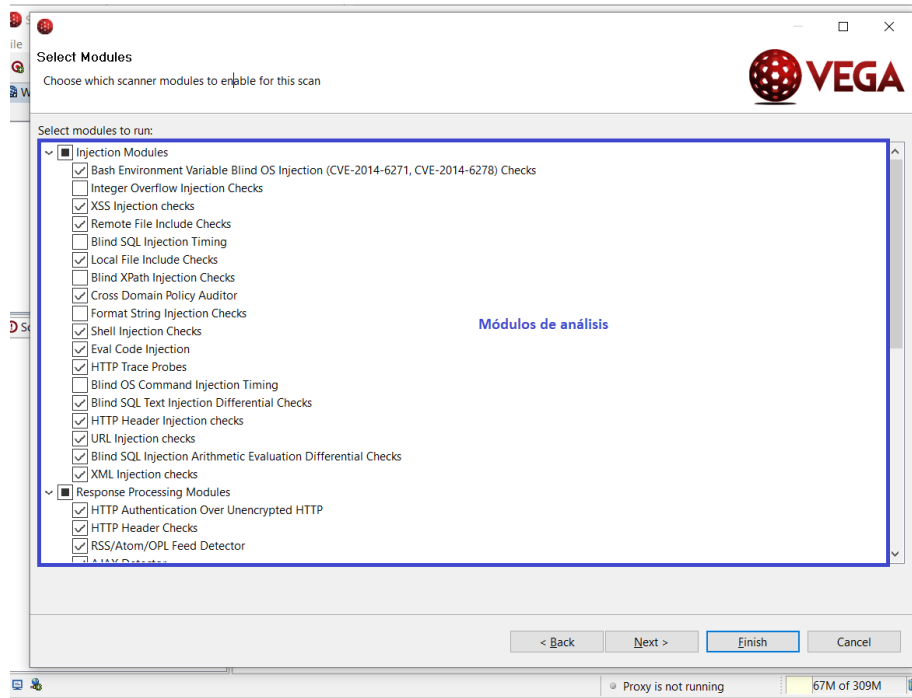 ile
W
Select Modules
Choose which scanner modules to enable for this scan
VEGA
Select modules to run:
Injection Modules
Bash Environment Variable Blind OS Injection (CVE-2014-6271, CVE-2014-6278) Checks
Integer Overflow Injection Checks
XSS Injection checks
Remote File Include Checks
Blind SQL Injection Timing
Local File Include Checks
Blind XPath Injection Checks
Cross Domain Policy Auditor
Format String Injection Checks
Módulos de análisis
Shell Injection Checks
Eval Code Injection
HTTP Trace Probes
Blind OS Command Injection Timing
Blind SQL Text Injection Differential Checks
HTTP Header Injection checks
URL Injection checks
Blind SQL Injection Arithmetic Evaluation Differential Checks
XML Injection checks
Response Processing Modules
HTTP Authentication Over Unencrypted HTTP
HTTP Header Checks
RSS/Atom/OPL Feed Detector
AJAX Detector
< Back
Next >
Finish
Cancel
Proxy is not running
67M of 309M